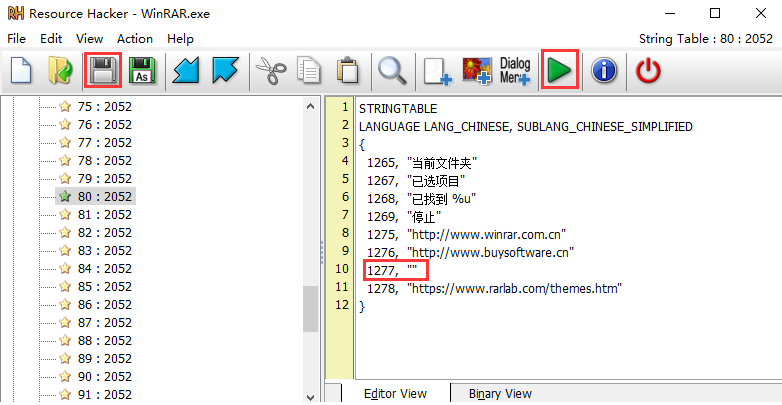 Resource Hacker - WinRAR.exe
File Edit View Action Help String Table : 80 : 2052
As Dialog Menu
75 : 2052
76 : 2052
77 : 2052
78 : 2052
79 : 2052
80 : 2052
81 : 2052
82 : 2052
83 : 2052
84 : 2052
85 : 2052
86 : 2052
87 : 2052
88 : 2052
89 : 2052
90 : 2052
91 : 2052
1 STRINGTABLE
2 LANGUAGE LANG_CHINESE, SUBLANG_CHINESE_SIMPLIFIED
3 {
4 1265, "当前文件夹"
5 1267, "已选项目"
6 1268, "已找到 %u"
7 1269, "停止"
8 1275, "http://www.winrar.com.cn"
9 1276, "http://www.buysoftware.cn"
10 1277, ""
11 1278, "https://www.rarlab.com/themes.htm"
12 }
Editor View Binary View